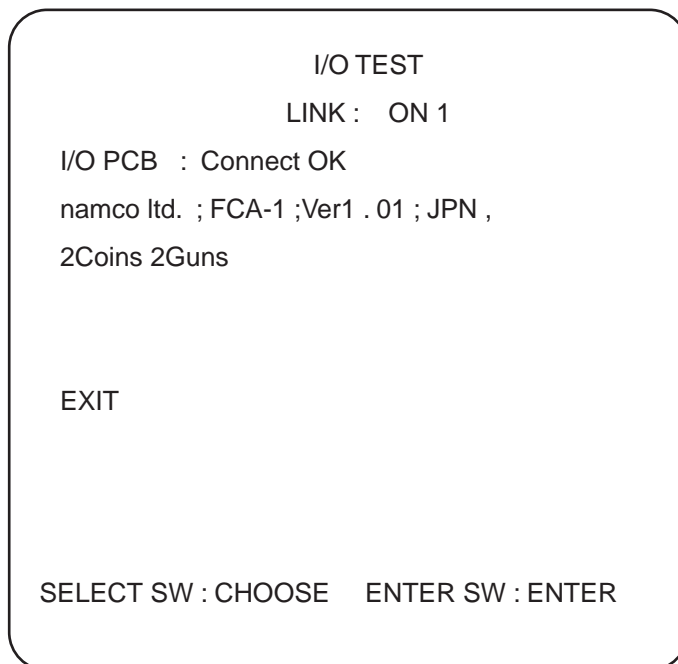 I/O TEST
LINK : ON 1
I/O PCB : Connect OK
namco ltd. ; FCA-1 ;Ver1 . 01 ; JPN ,
2Coins 2Guns
EXIT
SELECT SW : CHOOSE ENTER SW : ENTER